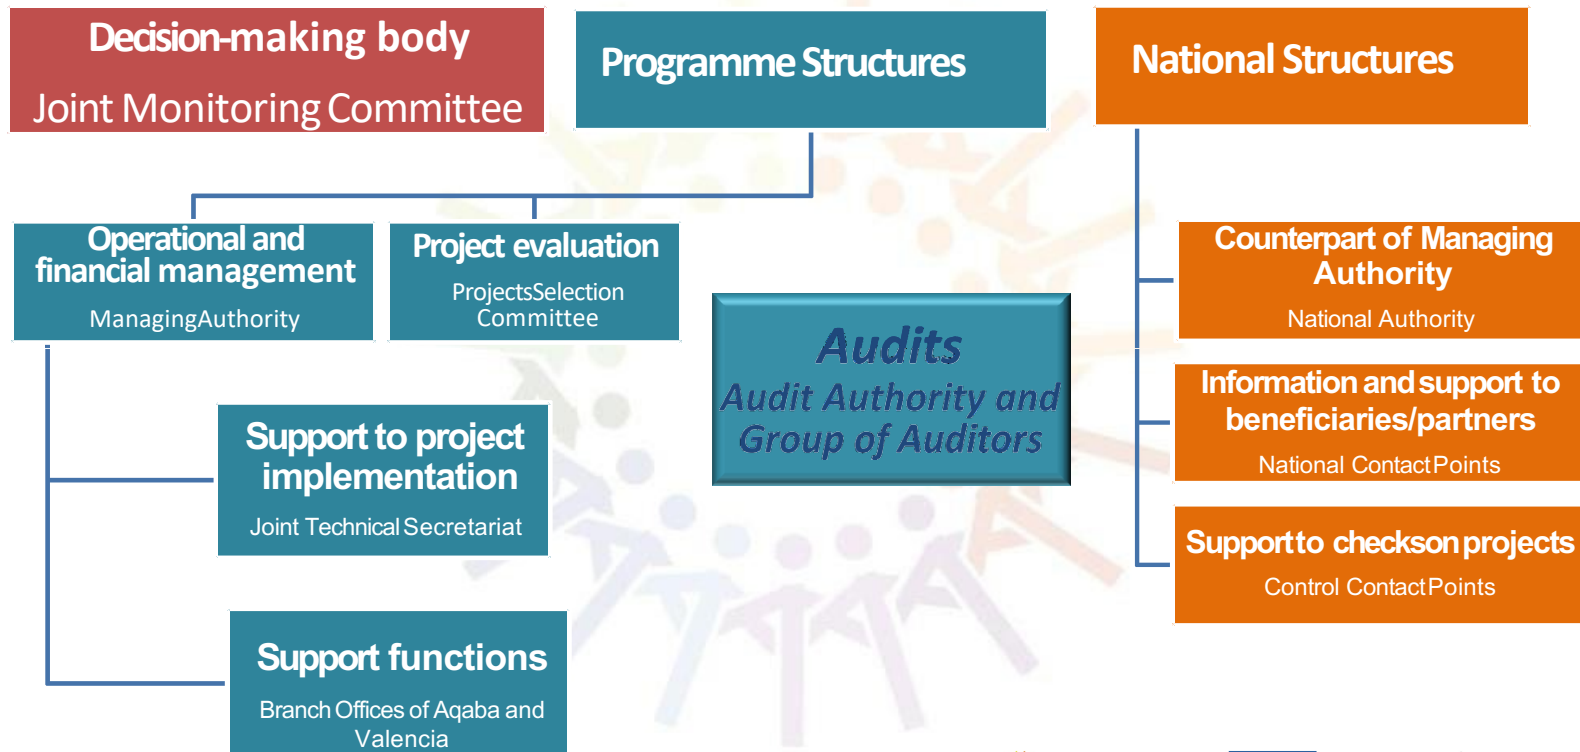 Decision-making body
Joint Monitoring Committee
Programme Structures
National Structures
Operational and
financial management
ManagingAuthority
Project evaluation
ProjectsSelection
Committee
Audits
Audit Authority and
Group of Auditors
Counterpart of Managing
Authority
National Authority
Information and support to
beneficiaries/partners
National ContactPoints
Support to project
implementation
Joint Technical Secretariat
Support to checkson projects
Control ContactPoints
Support functions
Branch Offices of Aqaba and
Valencia